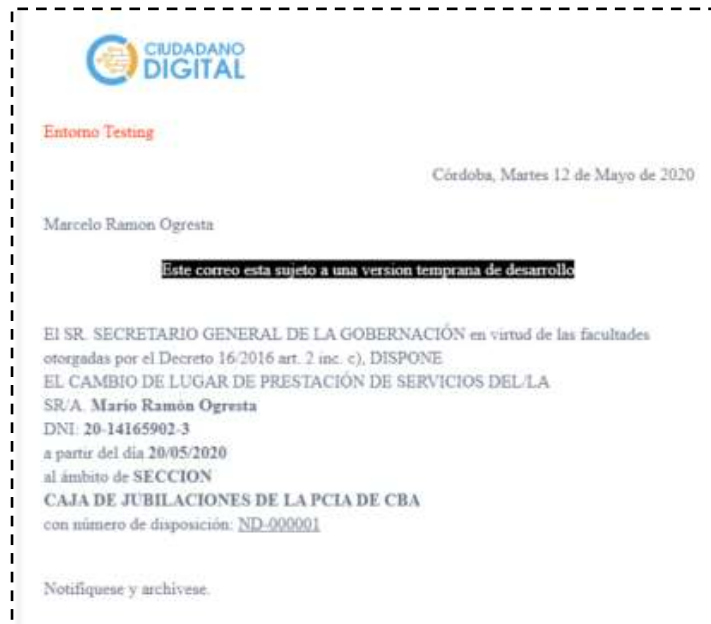 CIUDADANO
DIGITAL
Entorno Testing
Córdoba, Martes 12 de Mayo de 2020
Marcelo Ramon Ogresta
Este correo esta sujeto a una version temprana de desarrollo
El SR. SECRETARIO GENERAL DE LA GOBERNACIÓN en virtud de las facultades
otorgadas por el Decreto 16/2016 art. 2 inc. c), DISPONE
EL CAMBIO DE LUGAR DE PRESTACIÓN DE SERVICIOS DEL/LA
SR/A. Mario Ramón Ogresta
DNI: 20-14165902-3
a partir del día 20/05/2020
al ámbito de SECCION
CAJA DE JUBILACIONES DE LA PCIA DE CBA
con número de disposición: ND-000001
Notifiquese y archivese.